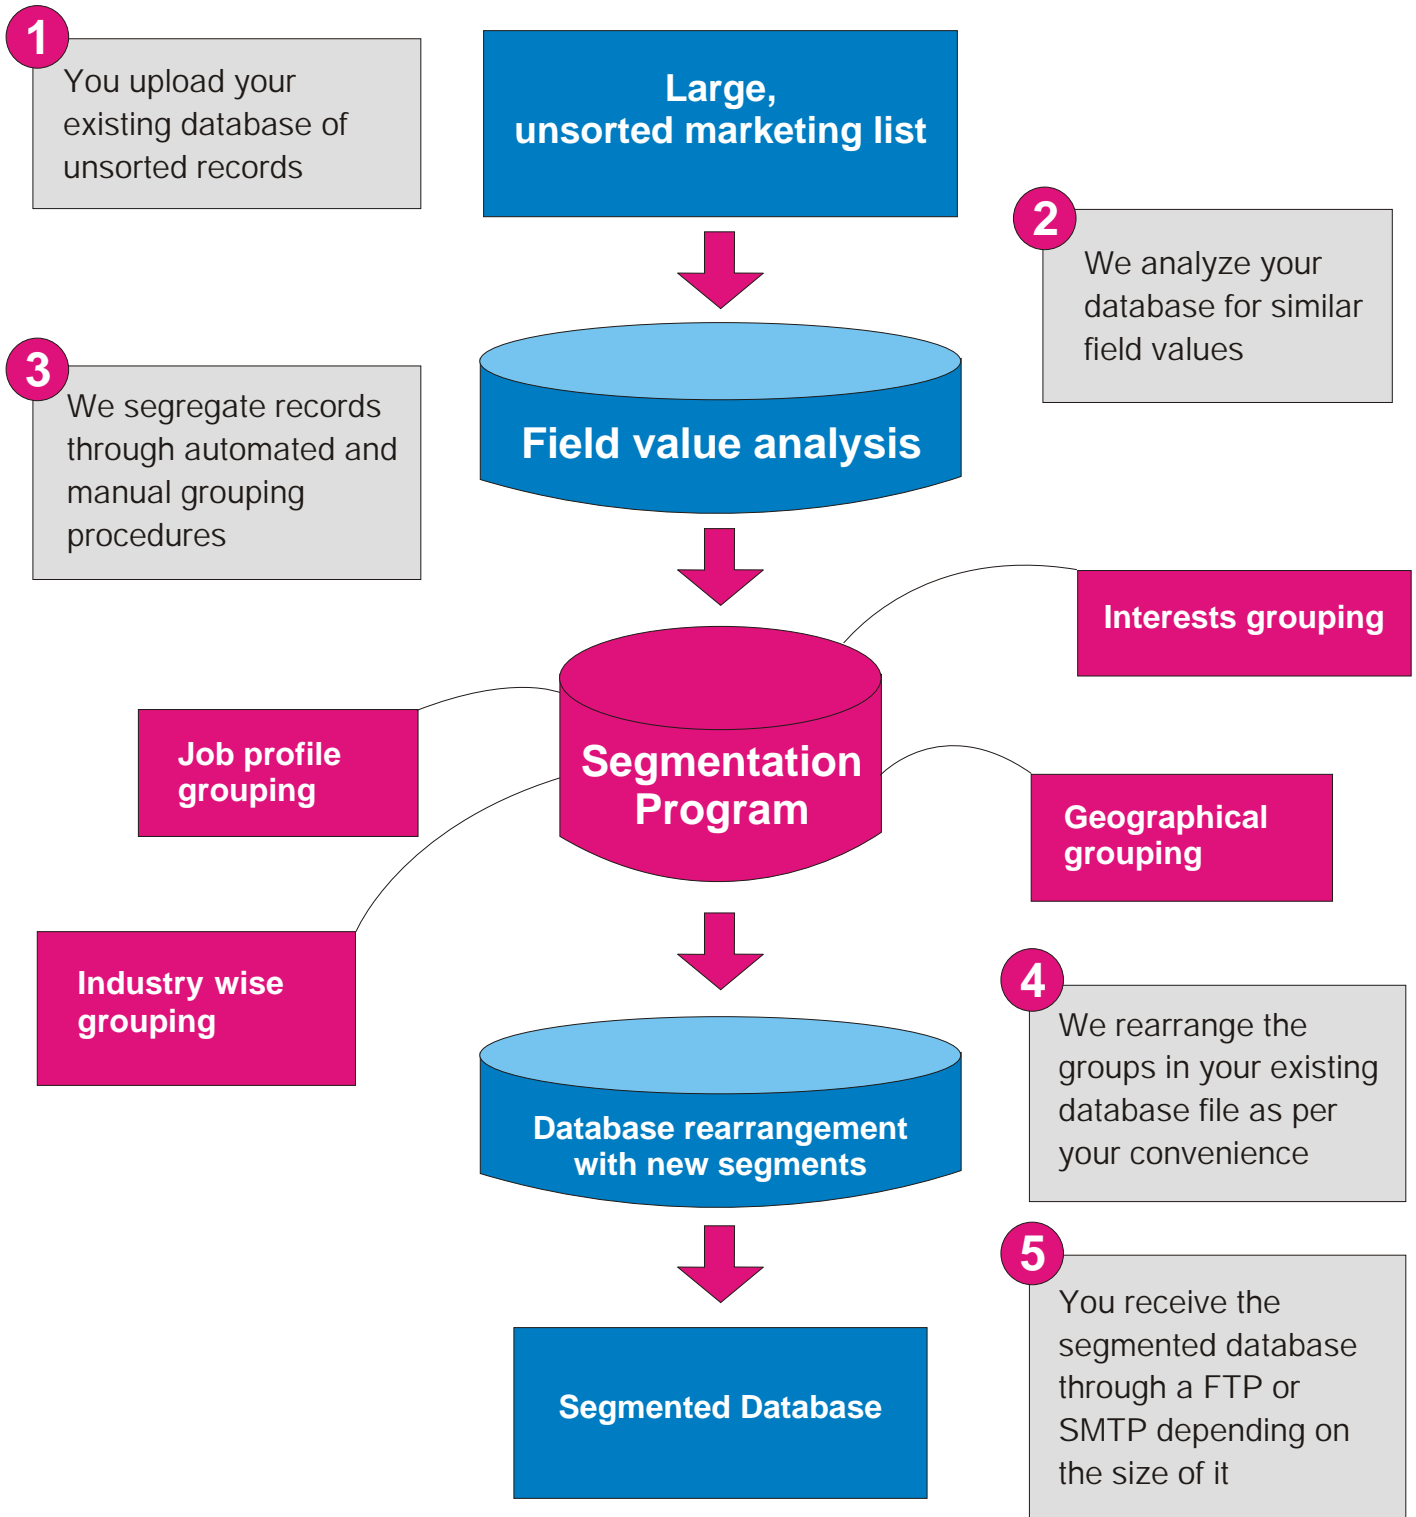 1
You upload your
existing database of
unsorted records
Large,
unsorted marketing list
2
We analyze your
database for similar
field values
3
We segregate records
through automated and
manual grouping
procedures
Field value analysis
Interests grouping
Job profile
grouping
Segmentation
Program
Geographical
grouping
Industry wise
grouping
4
We rearrange the
groups in your existing
database file as per
your convenience
Database rearrangement
with new segments
5
You receive the
segmented database
through a FTP or
SMTP depending on
the size of it
Segmented Database